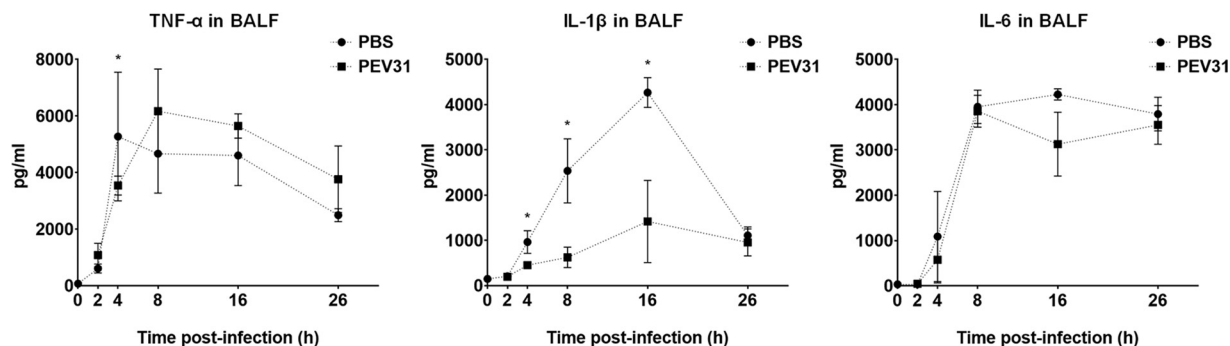 TNF-α in BALF
PBS
PEV31
*
8000
6000
4000
2000
0
pg/ml
0 2 4 8 16 26
Time post-infection (h)
IL-1β in BALF
PBS
PEV31
*
*
*
*
5000
4000
3000
2000
1000
0
pg/ml
0 2 4 8 16 26
Time post-infection (h)
IL-6 in BALF
PBS
PEV31
5000
4000
3000
2000
1000
0
pg/ml
0 2 4 8 16 26
Time post-infection (h)